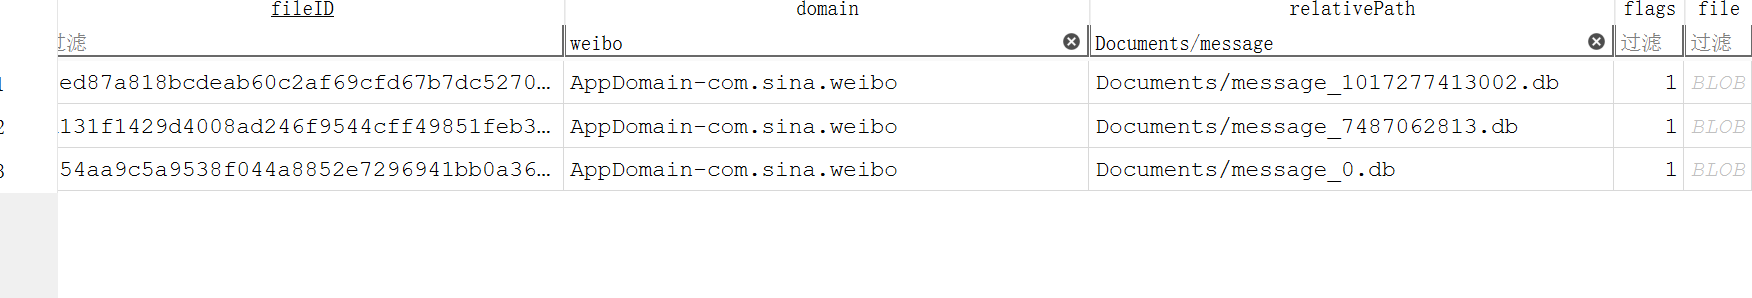 fileID domain relativePath flags file
过滤 weibo Documents/message 过滤 过滤
1 ed87a818bcdeab60c2af69cfd67b7dc5270… AppDomain-com.sina.weibo Documents/message_1017277413002.db 1 BLOB
2 131f1429d4008ad246f9544cff49851feb3… AppDomain-com.sina.weibo Documents/message_7487062813.db 1 BLOB
3 54aa9c5a9538f044a8852e7296941bb0a36… AppDomain-com.sina.weibo Documents/message_0.db 1 BLOB